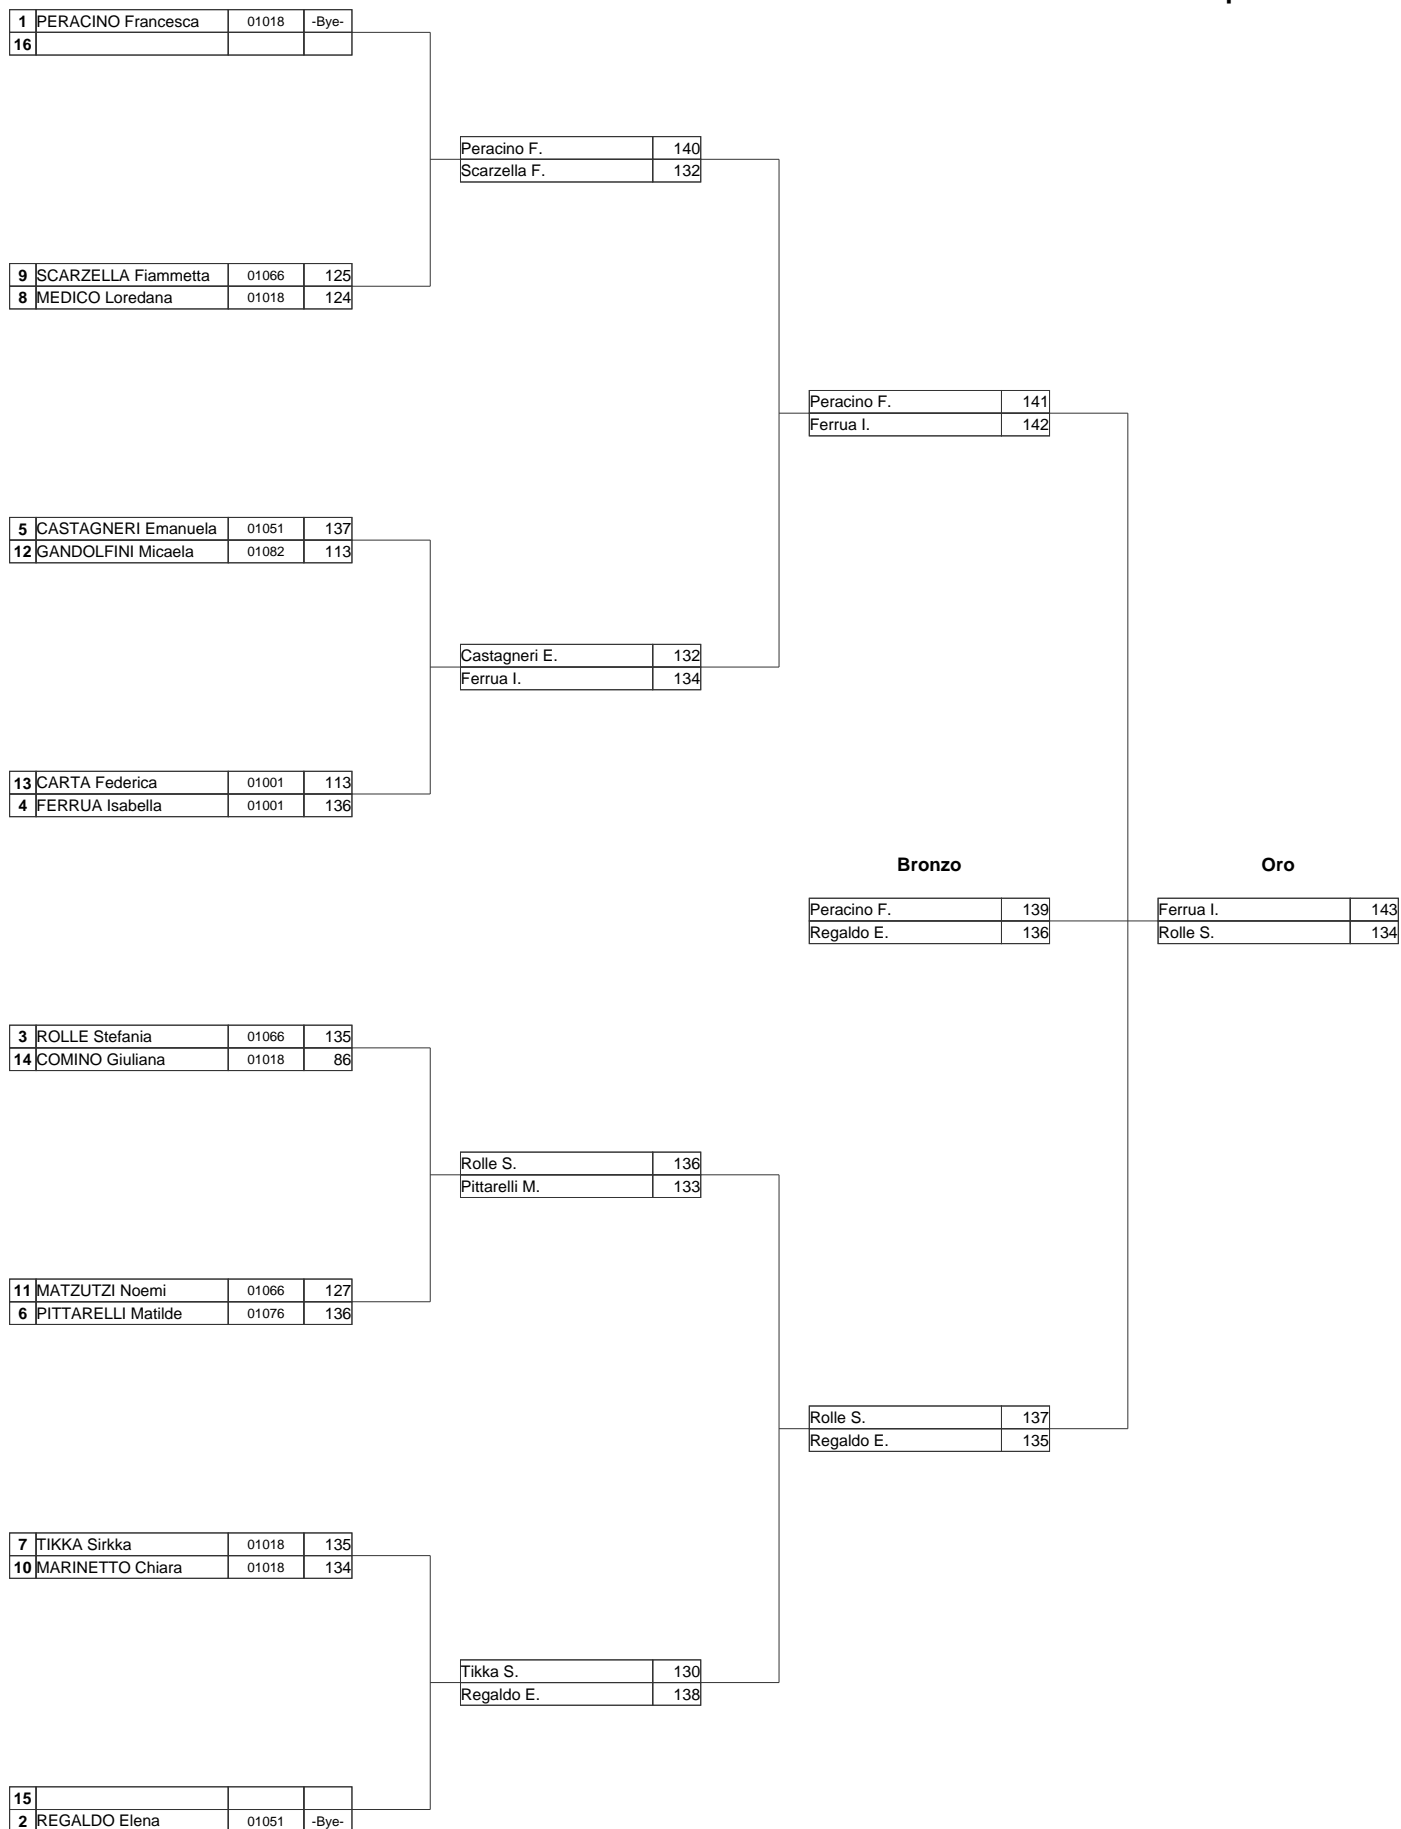 1 PERACINO Francesca 01018 -Bye-
16
Peracino F. 140
Scarzella F. 132
9 SCARZELLA Fiammetta 01066 125
8 MEDICO Loredana 01018 124
Peracino F. 141
Ferrua I. 142
5 CASTAGNERI Emanuela 01051 137
12 GANDOLFINI Micaela 01082 113
Castagneri E. 132
Ferrua I. 134
13 CARTA Federica 01001 113
4 FERRUA Isabella 01001 136
Bronzo Oro
Peracino F. 139 Ferrua I. 143
Regaldo E. 136 Rolle S. 134
3 ROLLE Stefania 01066 135
14 COMINO Giuliana 01018 86
Rolle S. 136
Pittarelli M. 133
11 MATZUTZI Noemi 01066 127
6 PITTARELLI Matilde 01076 136
Rolle S. 137
Regaldo E. 135
7 TIKKA Sirkka 01018 135
10 MARINETTO Chiara 01018 134
Tikka S. 130
Regaldo E. 138
15
2 REGALDO Elena 01051 -Bye-